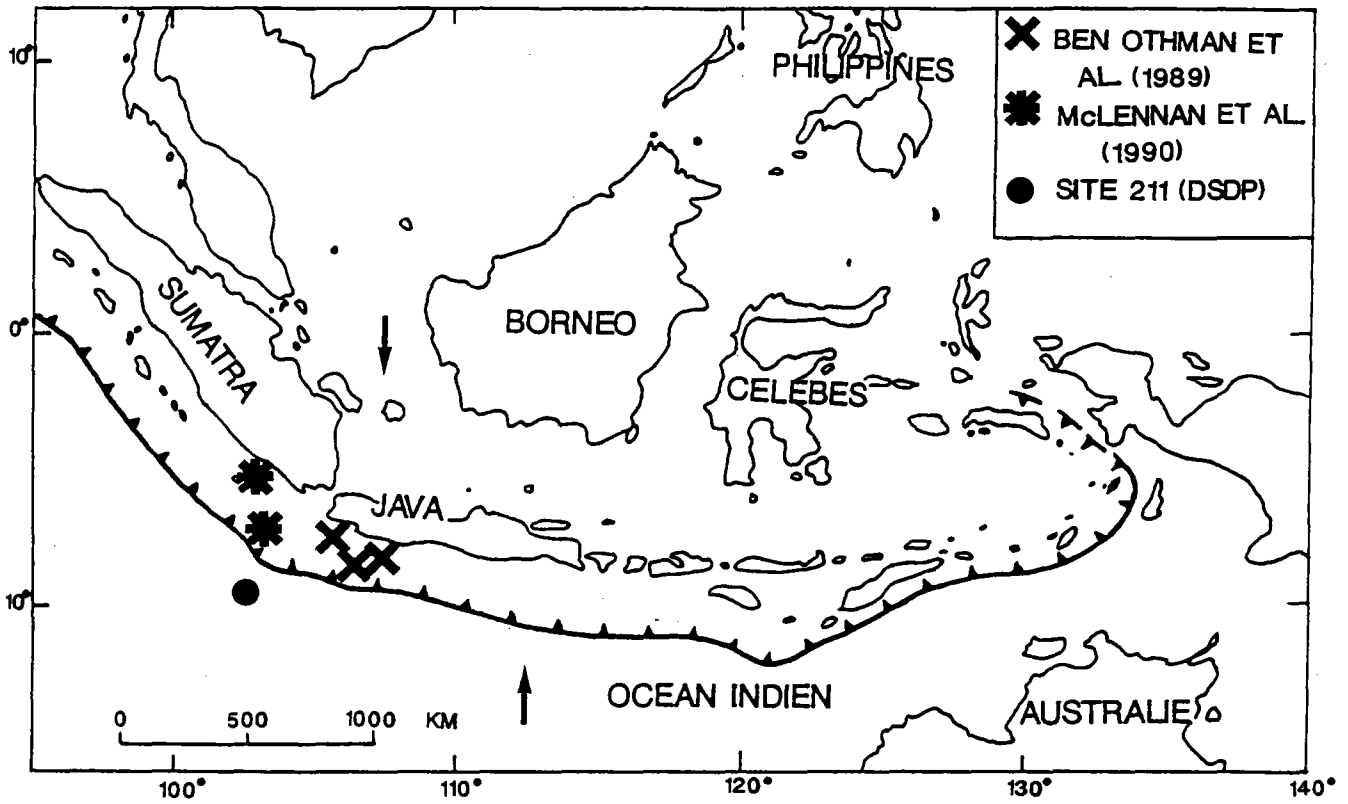 10°
PHILIPPINES
BEN OTHMAN ET
AL. (1989)
McLENNAN ET AL.
(1990)
SITE 211 (DSDP)
SUMATRA
BORNEO
0°
CELEBES
JAVA
10°
OCEAN INDIEN
AUSTRALIE
0 500 1000 KM
100° 110° 120° 130° 140°